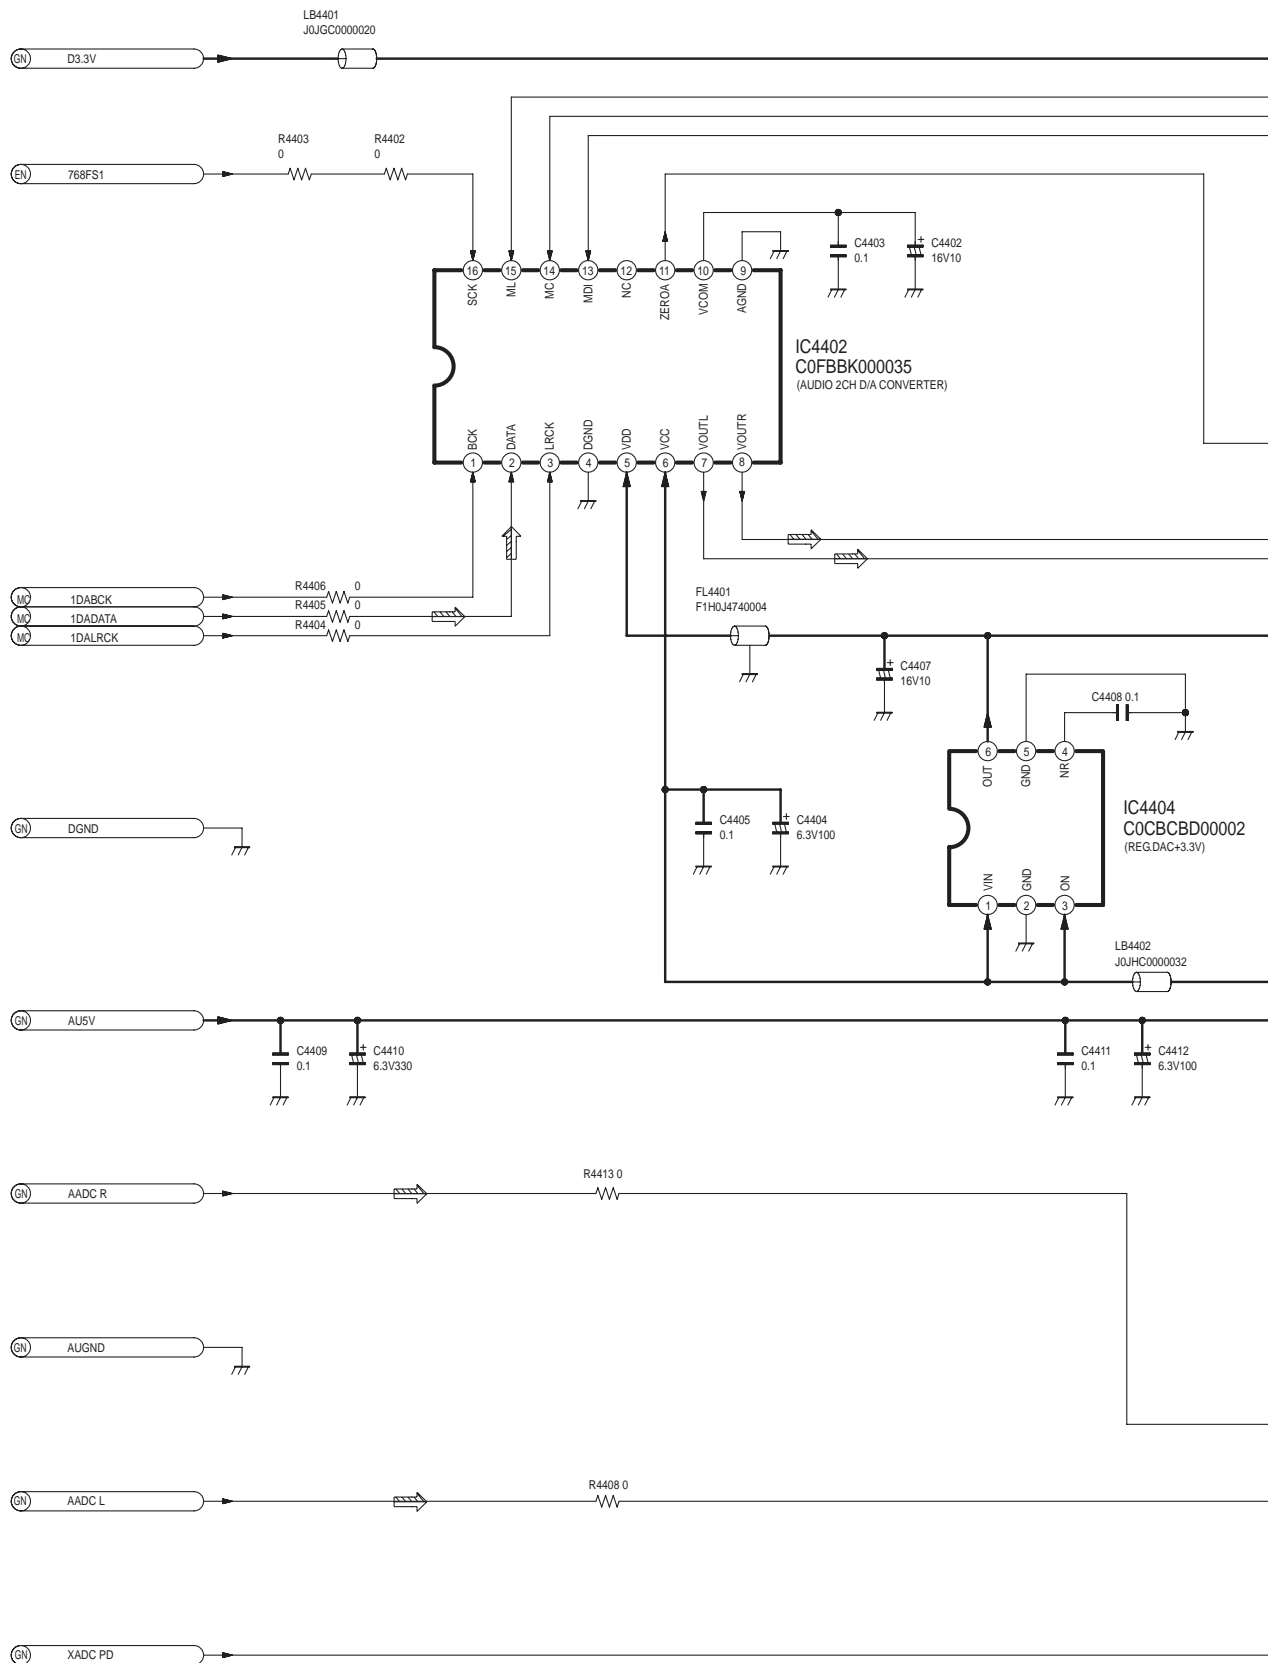 LB4401
J0JGC0000020
GN D3.3V
R4403 R4402
0 0
EN 768FS1
C4403 C4402
0.1 16V10
16 15 14 13 12 11 10 9
SCK ML MC MDI NC ZEROA VCOM AGND
IC4402
C0FBBK000035
(AUDIO 2CH D/A CONVERTER)
BCK DATA LRCK DGND VDD VCC VOUTL VOUTR
1 2 3 4 5 6 7 8
MC 1DABCK R4406 0
MC 1DADATA R4405 0
MC 1DALRCK R4404 0
FL4401
F1H0J4740004
C4407
16V10
C4408 0.1
6 5 4
OUT GND NR
IC4404
C0CBCBD00002
(REG.DAC+3.3V)
C4405 C4404
0.1 6.3V100
GN DGND
VIN GND ON
1 2 3
LB4402
J0JHC0000032
GN AU5V
C4409 C4410 C4411 C4412
0.1 6.3V330 0.1 6.3V100
R4413 0
GN AADC R
GN AUGND
R4408 0
GN AADC L
GN XADC PD